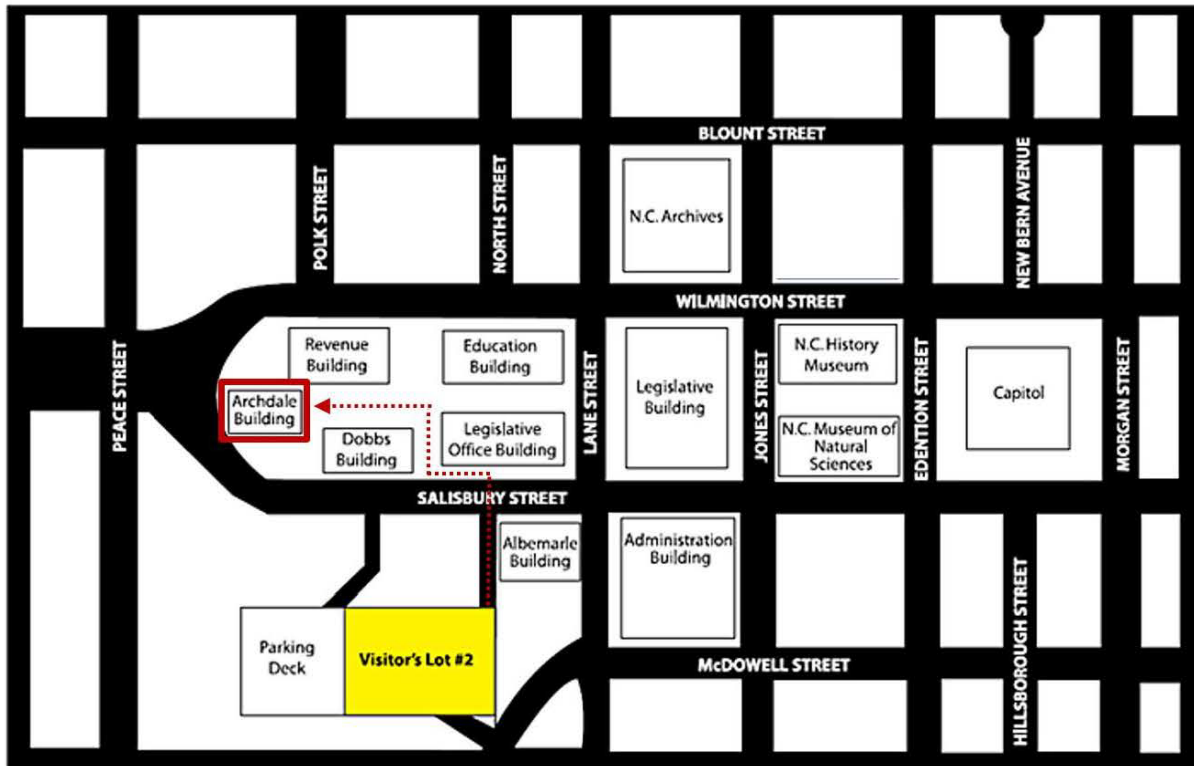 BLOUNT STREET
POLK STREET
NORTH STREET
NEW BERN AVENUE
N.C. Archives
WILMINGTON STREET
PEACE STREET
Revenue
Building
Education
Building
LANE STREET
Legislative
Building
JONES STREET
N.C. History
Museum
EDENTION STREET
Capitol
MORGAN STREET
Archdale
Building
Dobbs
Building
Legislative
Office Building
N.C. Museum of
Natural
Sciences
SALISBURY STREET
Albemarle
Building
Administration
Building
HILLSBOROUGH STREET
Parking
Deck
Visitor's Lot #2
McDOWELL STREET